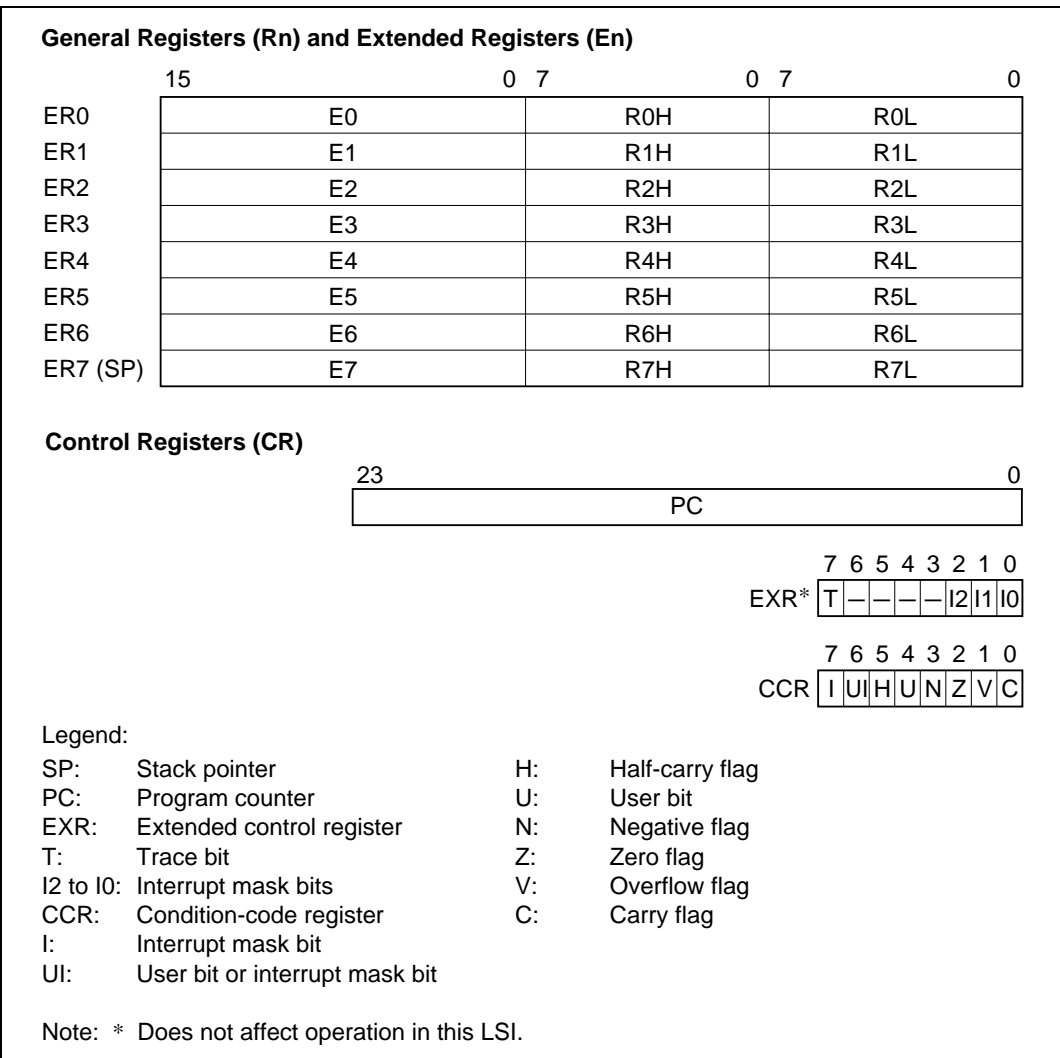 General Registers (Rn) and Extended Registers (En)
15 0 7 0 7 0
ER0 E0 R0H R0L
ER1 E1 R1H R1L
ER2 E2 R2H R2L
ER3 E3 R3H R3L
ER4 E4 R4H R4L
ER5 E5 R5H R5L
ER6 E6 R6H R6L
ER7 (SP) E7 R7H R7L
Control Registers (CR)
23 0
PC
7 6 5 4 3 2 1 0
EXR* T — — — — I2 I1 I0
7 6 5 4 3 2 1 0
CCR I UI H U N Z V C
Legend:
SP: Stack pointer
PC: Program counter
EXR: Extended control register
T: Trace bit
I2 to I0: Interrupt mask bits
CCR: Condition-code register
I: Interrupt mask bit
UI: User bit or interrupt mask bit
H: Half-carry flag
U: User bit
N: Negative flag
Z: Zero flag
V: Overflow flag
C: Carry flag
Note: * Does not affect operation in this LSI.